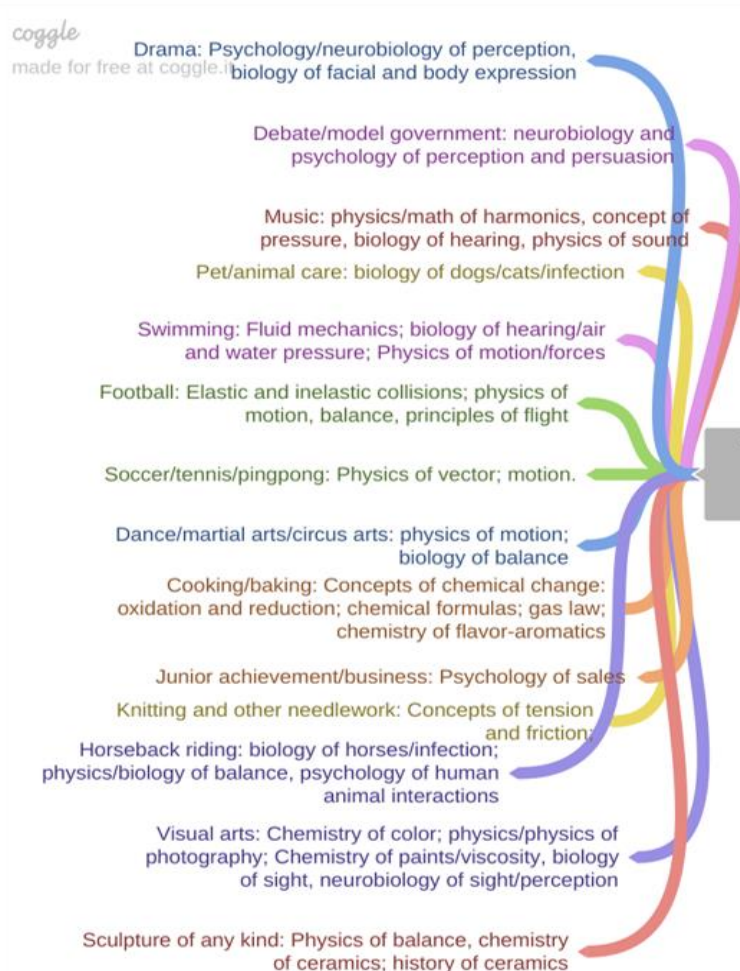 coggle
made for free at coggle.it
Drama: Psychology/neurobiology of perception,
biology of facial and body expression
Debate/model government: neurobiology and
psychology of perception and persuasion
Music: physics/math of harmonics, concept of
pressure, biology of hearing, physics of sound
Pet/animal care: biology of dogs/cats/infection
Swimming: Fluid mechanics; biology of hearing/air
and water pressure; Physics of motion/forces
Football: Elastic and inelastic collisions; physics of
motion, balance, principles of flight
Soccer/tennis/pingpong: Physics of vector; motion.
Dance/martial arts/circus arts: physics of motion;
biology of balance
Cooking/baking: Concepts of chemical change:
oxidation and reduction; chemical formulas; gas law;
chemistry of flavor-aromatics
Junior achievement/business: Psychology of sales
Knitting and other needlework: Concepts of tension
and friction;
Horseback riding: biology of horses/infection;
physics/biology of balance, psychology of human
animal interactions
Visual arts: Chemistry of color; physics/physics of
photography; Chemistry of paints/viscosity, biology
of sight, neurobiology of sight/perception
Sculpture of any kind: Physics of balance, chemistry
of ceramics; history of ceramics